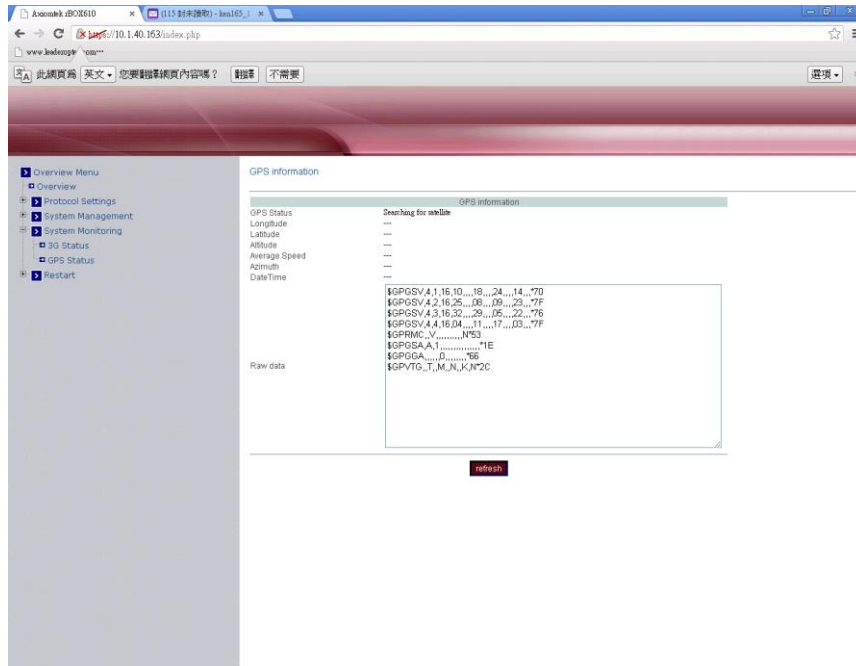 Axiomtek rBOX610
(115 封未讀取) - ken165_1
https://10.1.40.163/index.php
此網頁為 英文 您要翻譯網頁內容嗎？ 翻譯 不需要 選項
Overview Menu
Overview
Protocol Settings
System Management
System Monitoring
3G Status
GPS Status
Restart
GPS information
GPS information
GPS Status Searching for satellite
Longitude ---
Latitude ---
Altitude ---
Average Speed ---
Azimuth ---
DateTime ---
Raw data
$GPGSV,4,1,16,10,,,,18,,,,24,,,,14,,,*70
$GPGSV,4,2,16,25,,,,08,,,,09,,,,23,,,*7F
$GPGSV,4,3,16,32,,,,29,,,,05,,,,22,,,*76
$GPGSV,4,4,16,04,,,,11,,,,17,,,,03,,,*7F
$GPRMC,,V,,,,,,,,,,N*53
$GPGSA,A,1,,,,,,,,,,,,,,,*1E
$GPGGA,,,,,,0,,,,,,,,*66
$GPVTG,,T,,M,,N,,K,N*2C
refresh